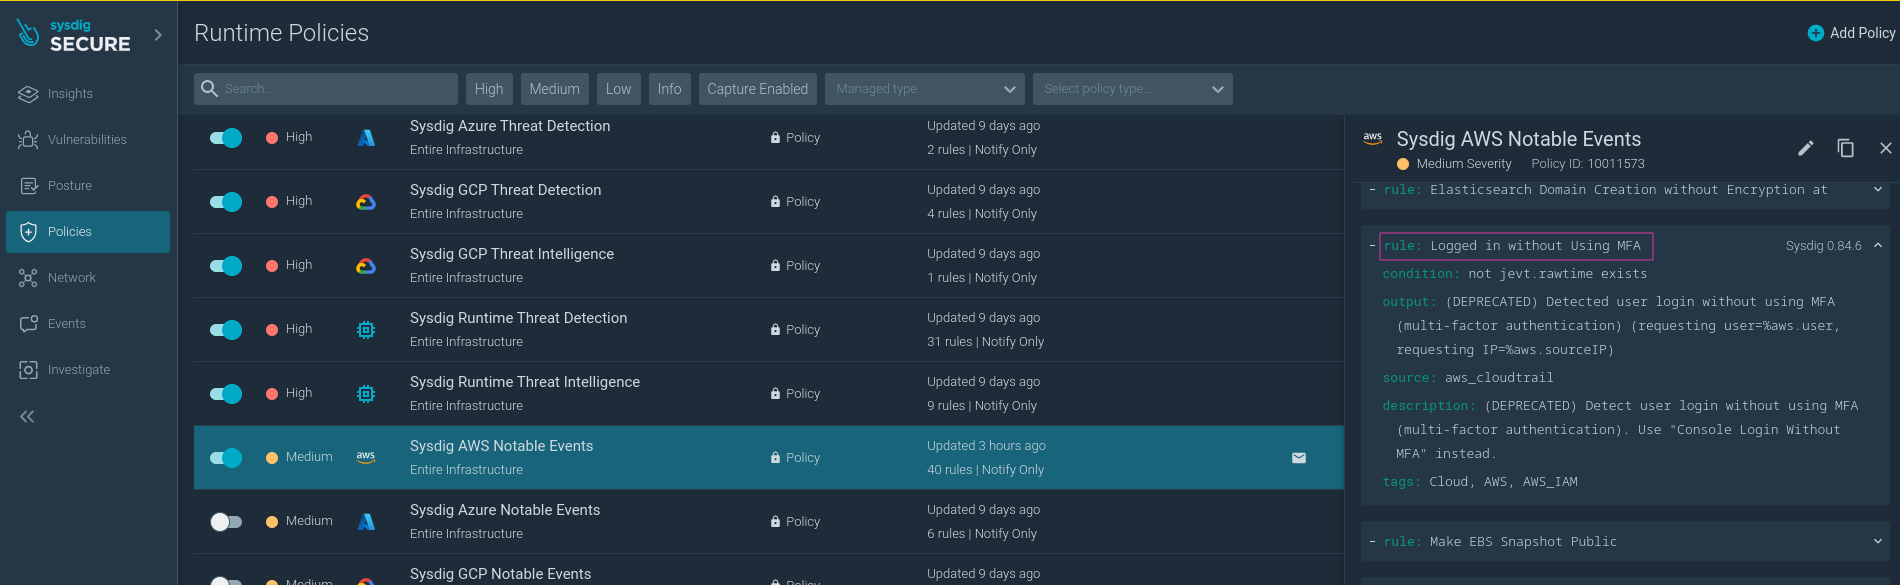 sysdig
SECURE
Insights
Vulnerabilities
Posture
Policies
Network
Events
Investigate
Runtime Policies
Add Policy
Search...
High
Medium
Low
Info
Capture Enabled
Managed type
Select policy type...
High
Sysdig Azure Threat Detection
Entire Infrastructure
Policy
Updated 9 days ago
2 rules | Notify Only
High
Sysdig GCP Threat Detection
Entire Infrastructure
Policy
Updated 9 days ago
4 rules | Notify Only
High
Sysdig GCP Threat Intelligence
Entire Infrastructure
Policy
Updated 9 days ago
1 rules | Notify Only
High
Sysdig Runtime Threat Detection
Entire Infrastructure
Policy
Updated 9 days ago
31 rules | Notify Only
High
Sysdig Runtime Threat Intelligence
Entire Infrastructure
Policy
Updated 9 days ago
9 rules | Notify Only
Medium
aws
Sysdig AWS Notable Events
Entire Infrastructure
Policy
Updated 3 hours ago
40 rules | Notify Only
Medium
Sysdig Azure Notable Events
Entire Infrastructure
Policy
Updated 9 days ago
6 rules | Notify Only
Medium
Sysdig GCP Notable Events
Policy
Updated 9 days ago
aws
Sysdig AWS Notable Events
Medium Severity Policy ID: 10011573
- rule: Elasticsearch Domain Creation without Encryption at
- rule: Logged in without Using MFA
Sysdig 0.84.6
condition: not jevt.rawtime exists
output: (DEPRECATED) Detected user login without using MFA
(multi-factor authentication) (requesting user=%aws.user,
requesting IP=%aws.sourceIP)
source: aws_cloudtrail
description: (DEPRECATED) Detect user login without using MFA
(multi-factor authentication). Use "Console Login Without
MFA" instead.
tags: Cloud, AWS, AWS_IAM
- rule: Make EBS Snapshot Public